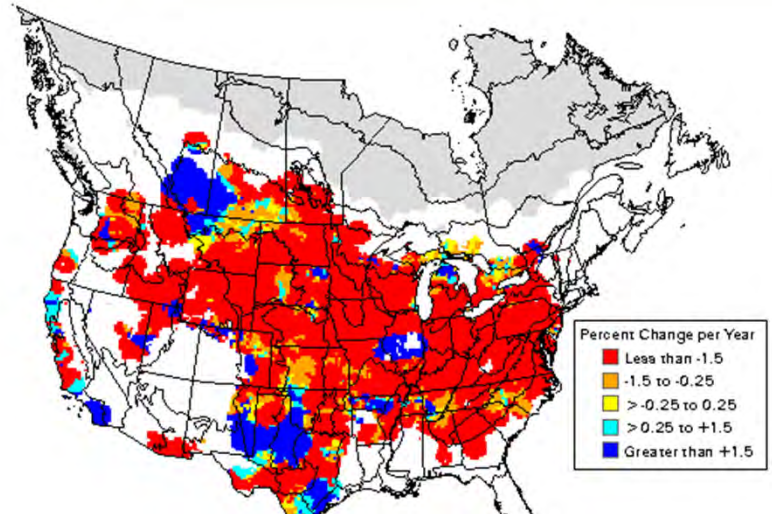 Percent Change per Year
Less than -1.5
-1.5 to -0.25
> -0.25 to 0.25
> 0.25 to +1.5
Greater than +1.5